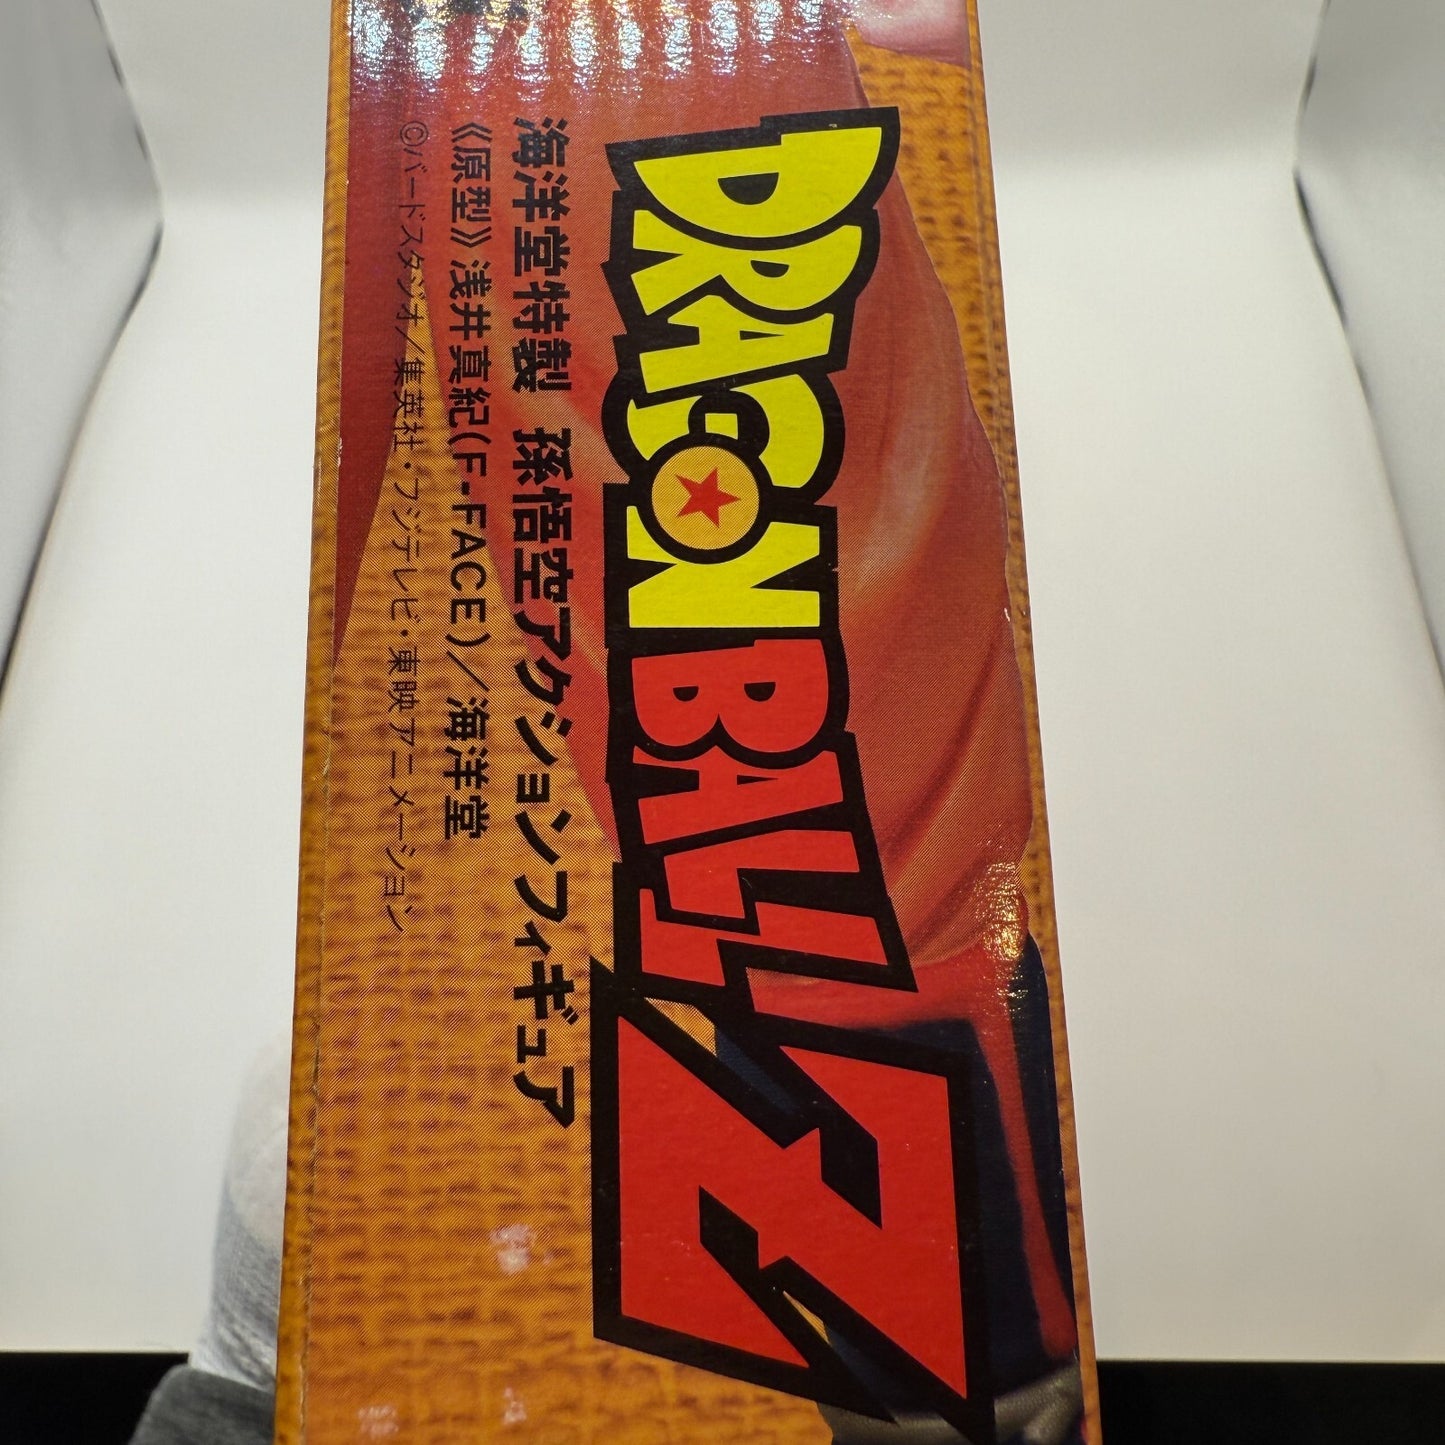 DRAGONBALL Z
海洋堂特製 孫悟空アクションフィギュア
《原型》浅井真紀(F-FACE)／海洋堂
©バードスタジオ／集英社・フジテレビ・東映アニメーション